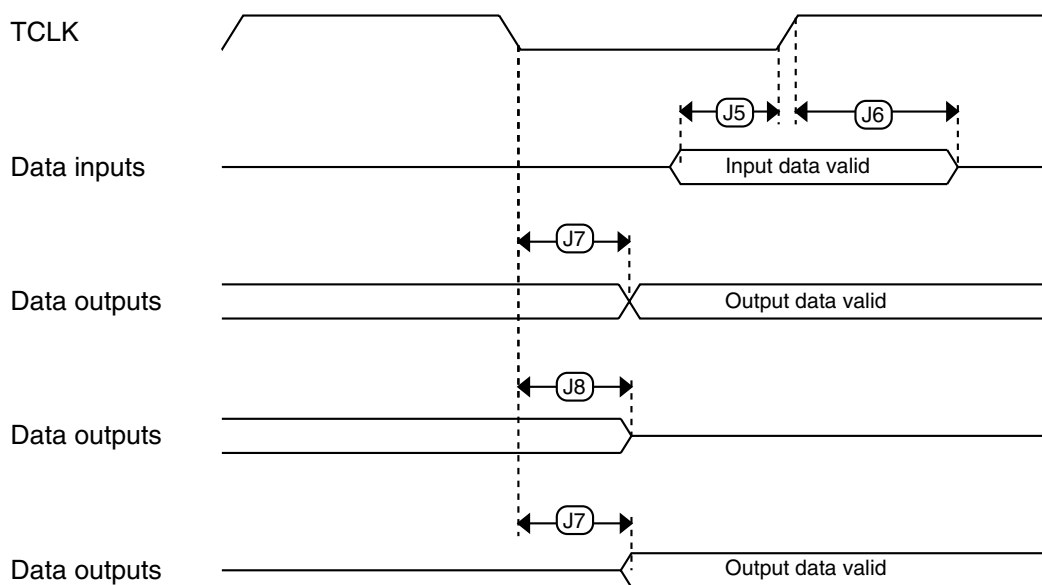 TCLK
J5
J6
Data inputs
Input data valid
J7
Data outputs
Output data valid
J8
Data outputs
J7
Data outputs
Output data valid